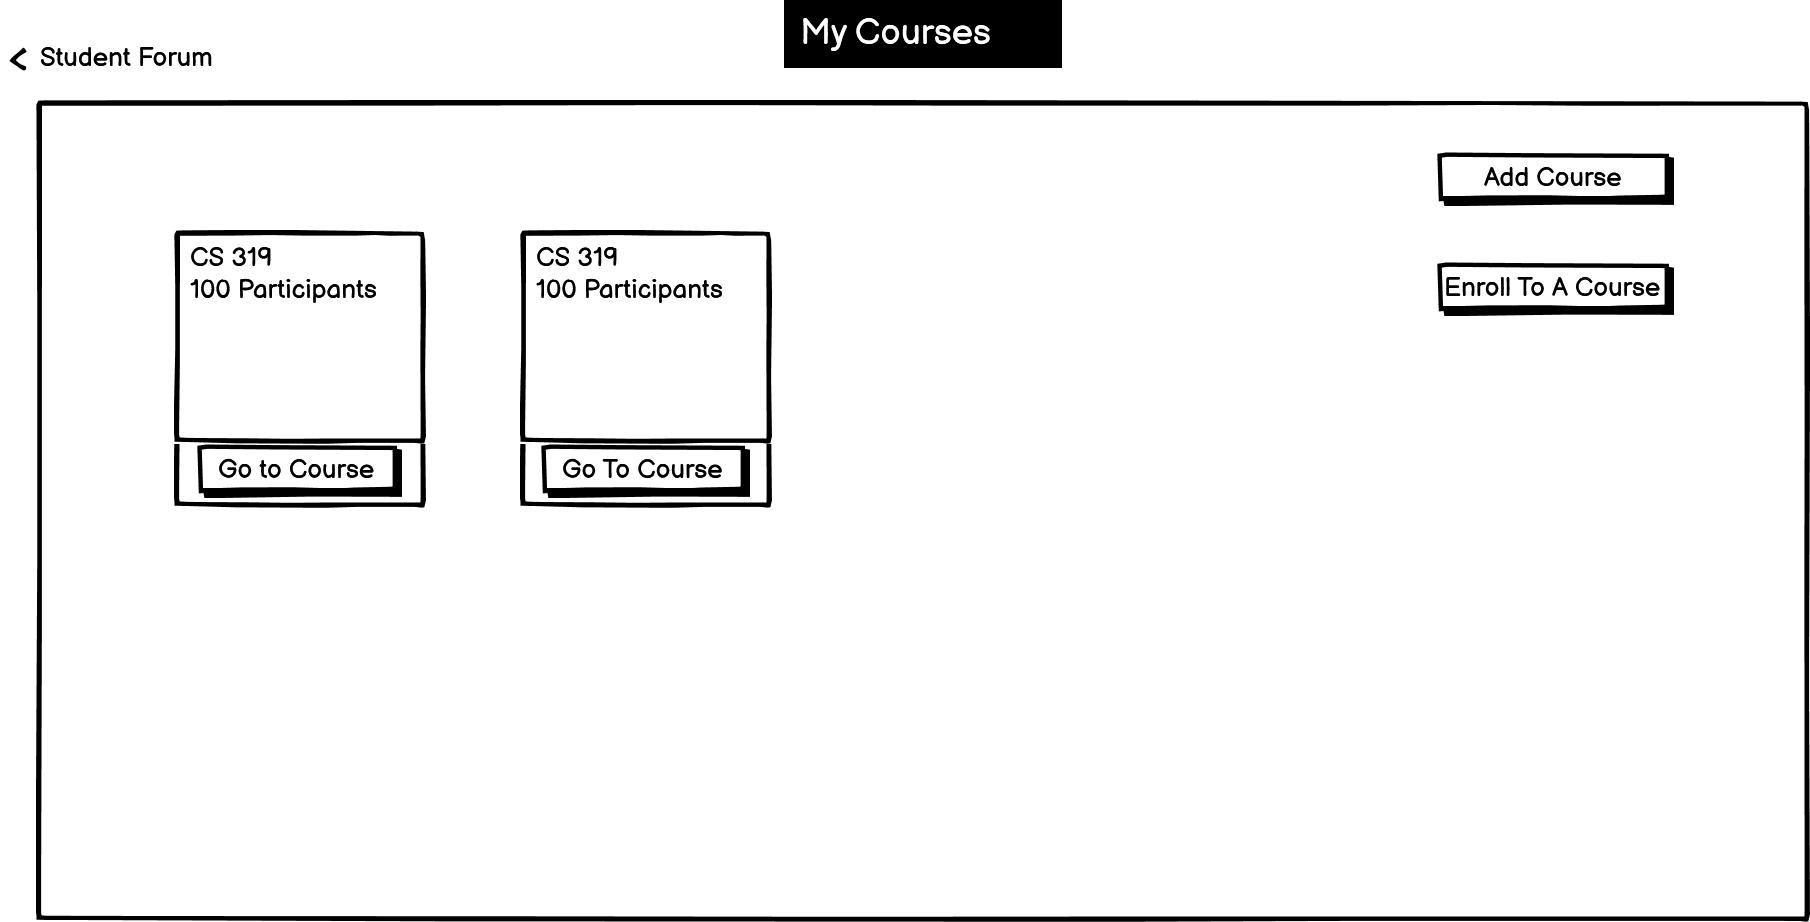 My Courses
Student Forum
Add Course
CS 319
100 Participants
CS 319
100 Participants
Enroll To A Course
Go to Course
Go To Course